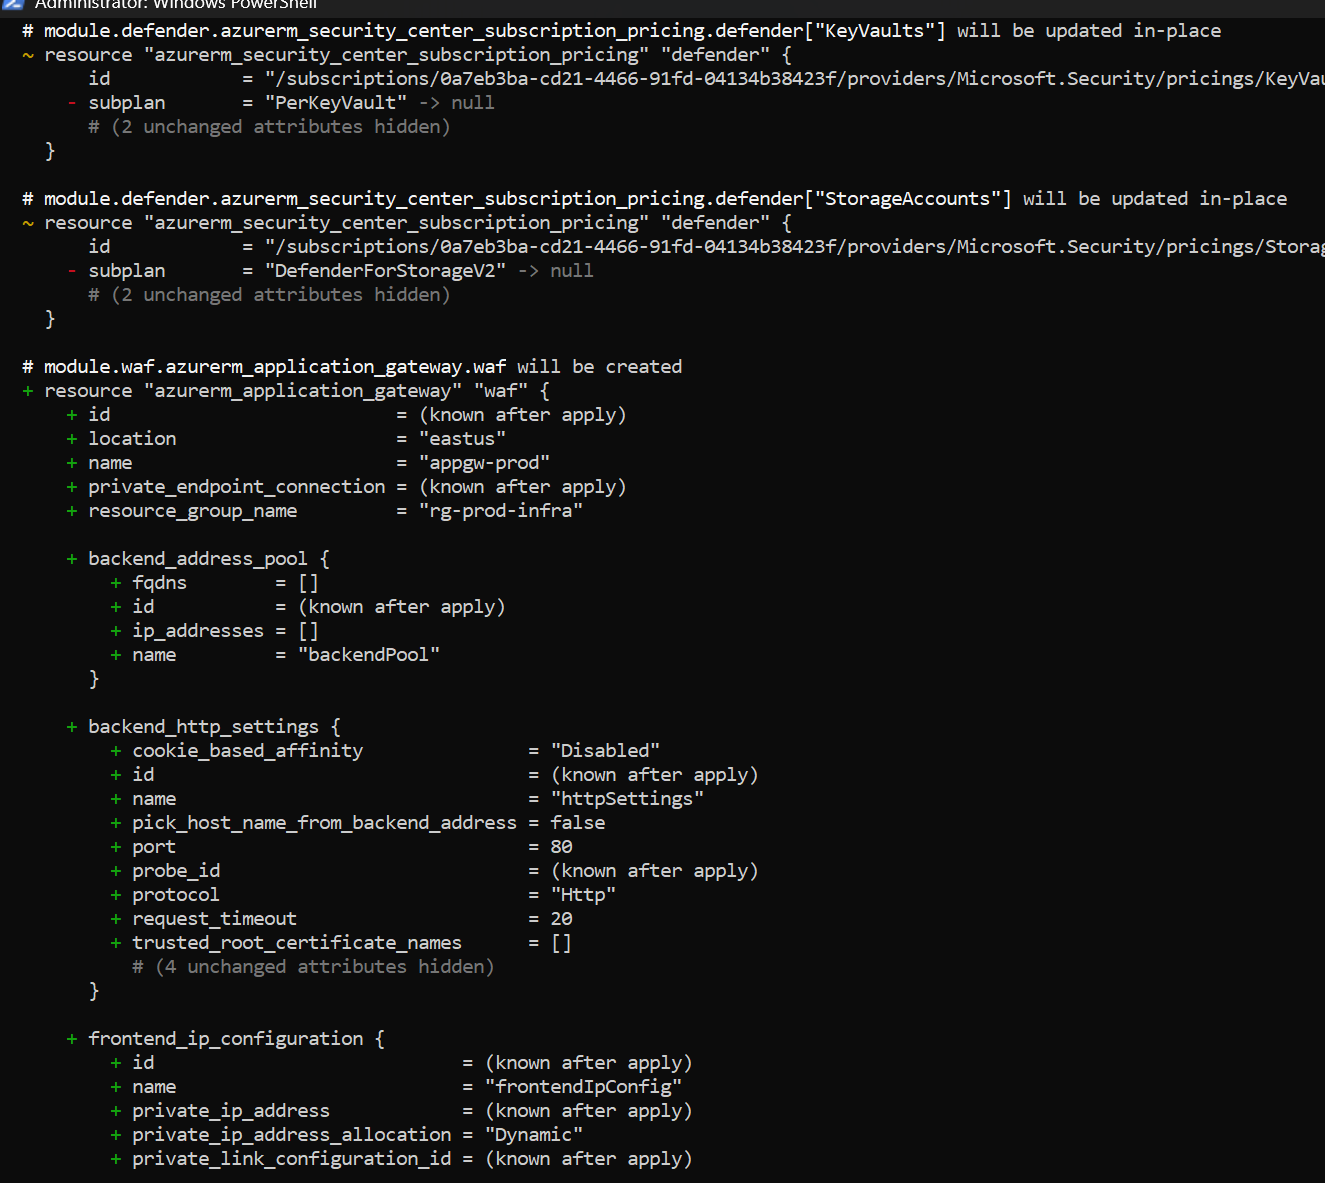 Administrator: Windows PowerShell
# module.defender.azurerm_security_center_subscription_pricing.defender["KeyVaults"] will be updated in-place
~ resource "azurerm_security_center_subscription_pricing" "defender" {
id = "/subscriptions/0a7eb3ba-cd21-4466-91fd-04134b38423f/providers/Microsoft.Security/pricings/KeyVau
- subplan = "PerKeyVault" -> null
# (2 unchanged attributes hidden)
}
# module.defender.azurerm_security_center_subscription_pricing.defender["StorageAccounts"] will be updated in-place
~ resource "azurerm_security_center_subscription_pricing" "defender" {
id = "/subscriptions/0a7eb3ba-cd21-4466-91fd-04134b38423f/providers/Microsoft.Security/pricings/Storag
- subplan = "DefenderForStorageV2" -> null
# (2 unchanged attributes hidden)
}
# module.waf.azurerm_application_gateway.waf will be created
+ resource "azurerm_application_gateway" "waf" {
+ id = (known after apply)
+ location = "eastus"
+ name = "appgw-prod"
+ private_endpoint_connection = (known after apply)
+ resource_group_name = "rg-prod-infra"
+ backend_address_pool {
+ fqdns = []
+ id = (known after apply)
+ ip_addresses = []
+ name = "backendPool"
}
+ backend_http_settings {
+ cookie_based_affinity = "Disabled"
+ id = (known after apply)
+ name = "httpSettings"
+ pick_host_name_from_backend_address = false
+ port = 80
+ probe_id = (known after apply)
+ protocol = "Http"
+ request_timeout = 20
+ trusted_root_certificate_names = []
# (4 unchanged attributes hidden)
}
+ frontend_ip_configuration {
+ id = (known after apply)
+ name = "frontendIpConfig"
+ private_ip_address = (known after apply)
+ private_ip_address_allocation = "Dynamic"
+ private_link_configuration_id = (known after apply)